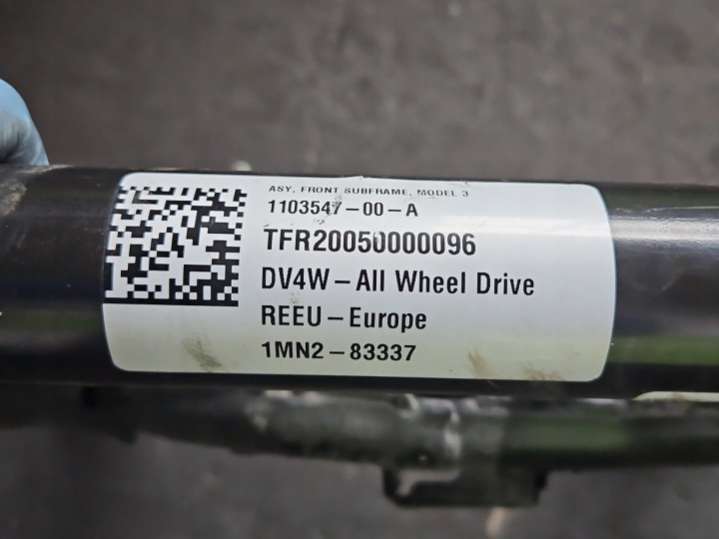 ASY, FRONT SUBFRAME, MODEL 3
1103547-00-A
TFR20050000096
DV4W-All Wheel Drive
REEU-Europe
1MN2-83337